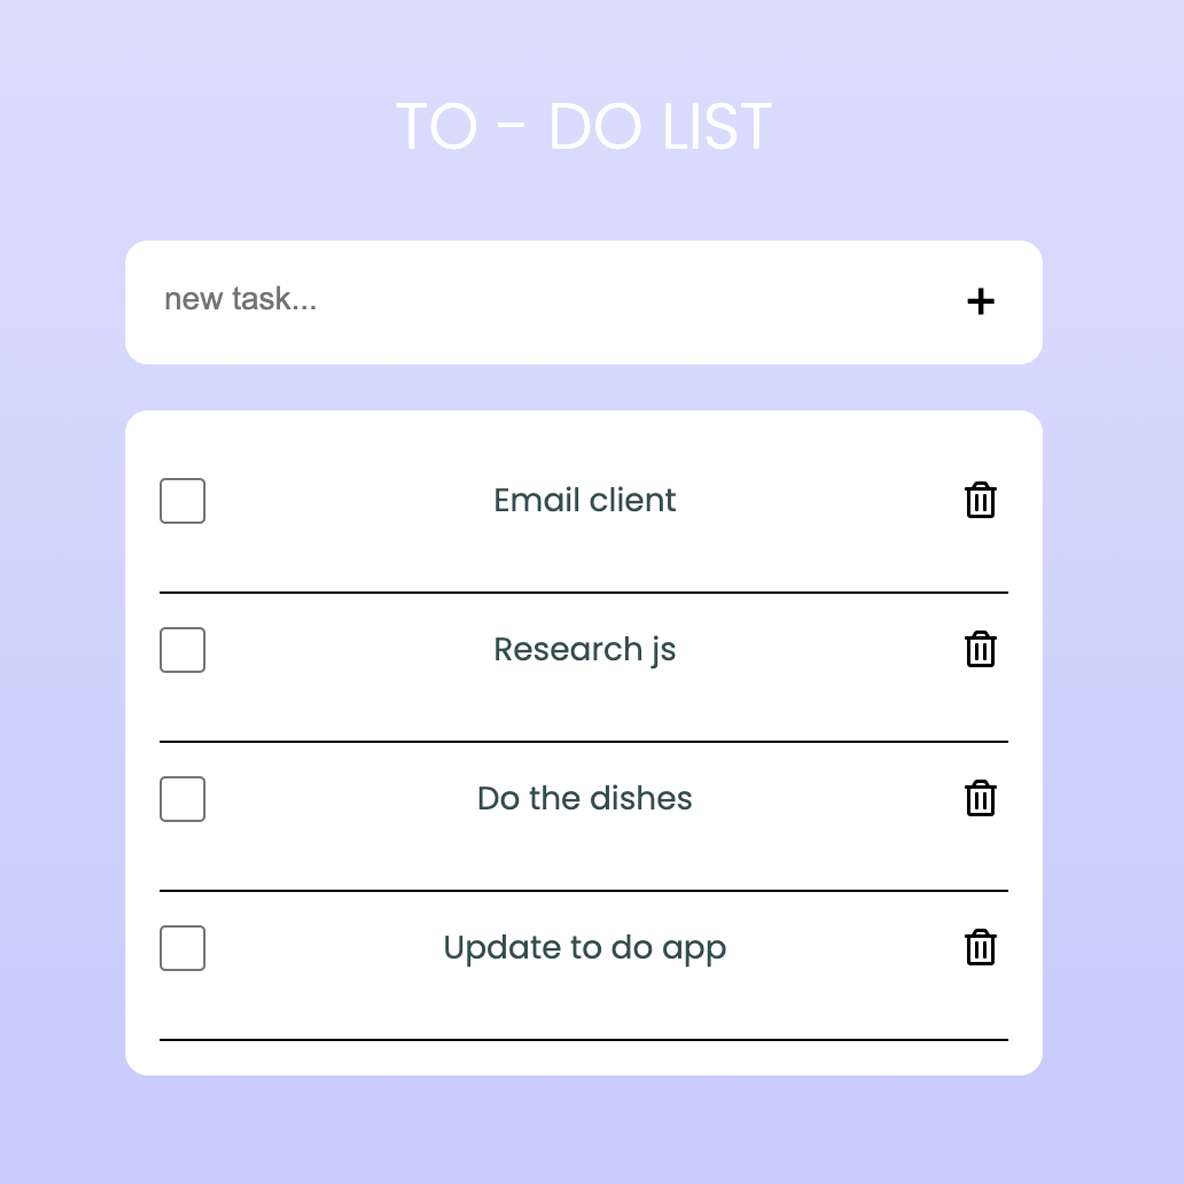 TO - DO LIST
new task...
Email client
Research js
Do the dishes
Update to do app